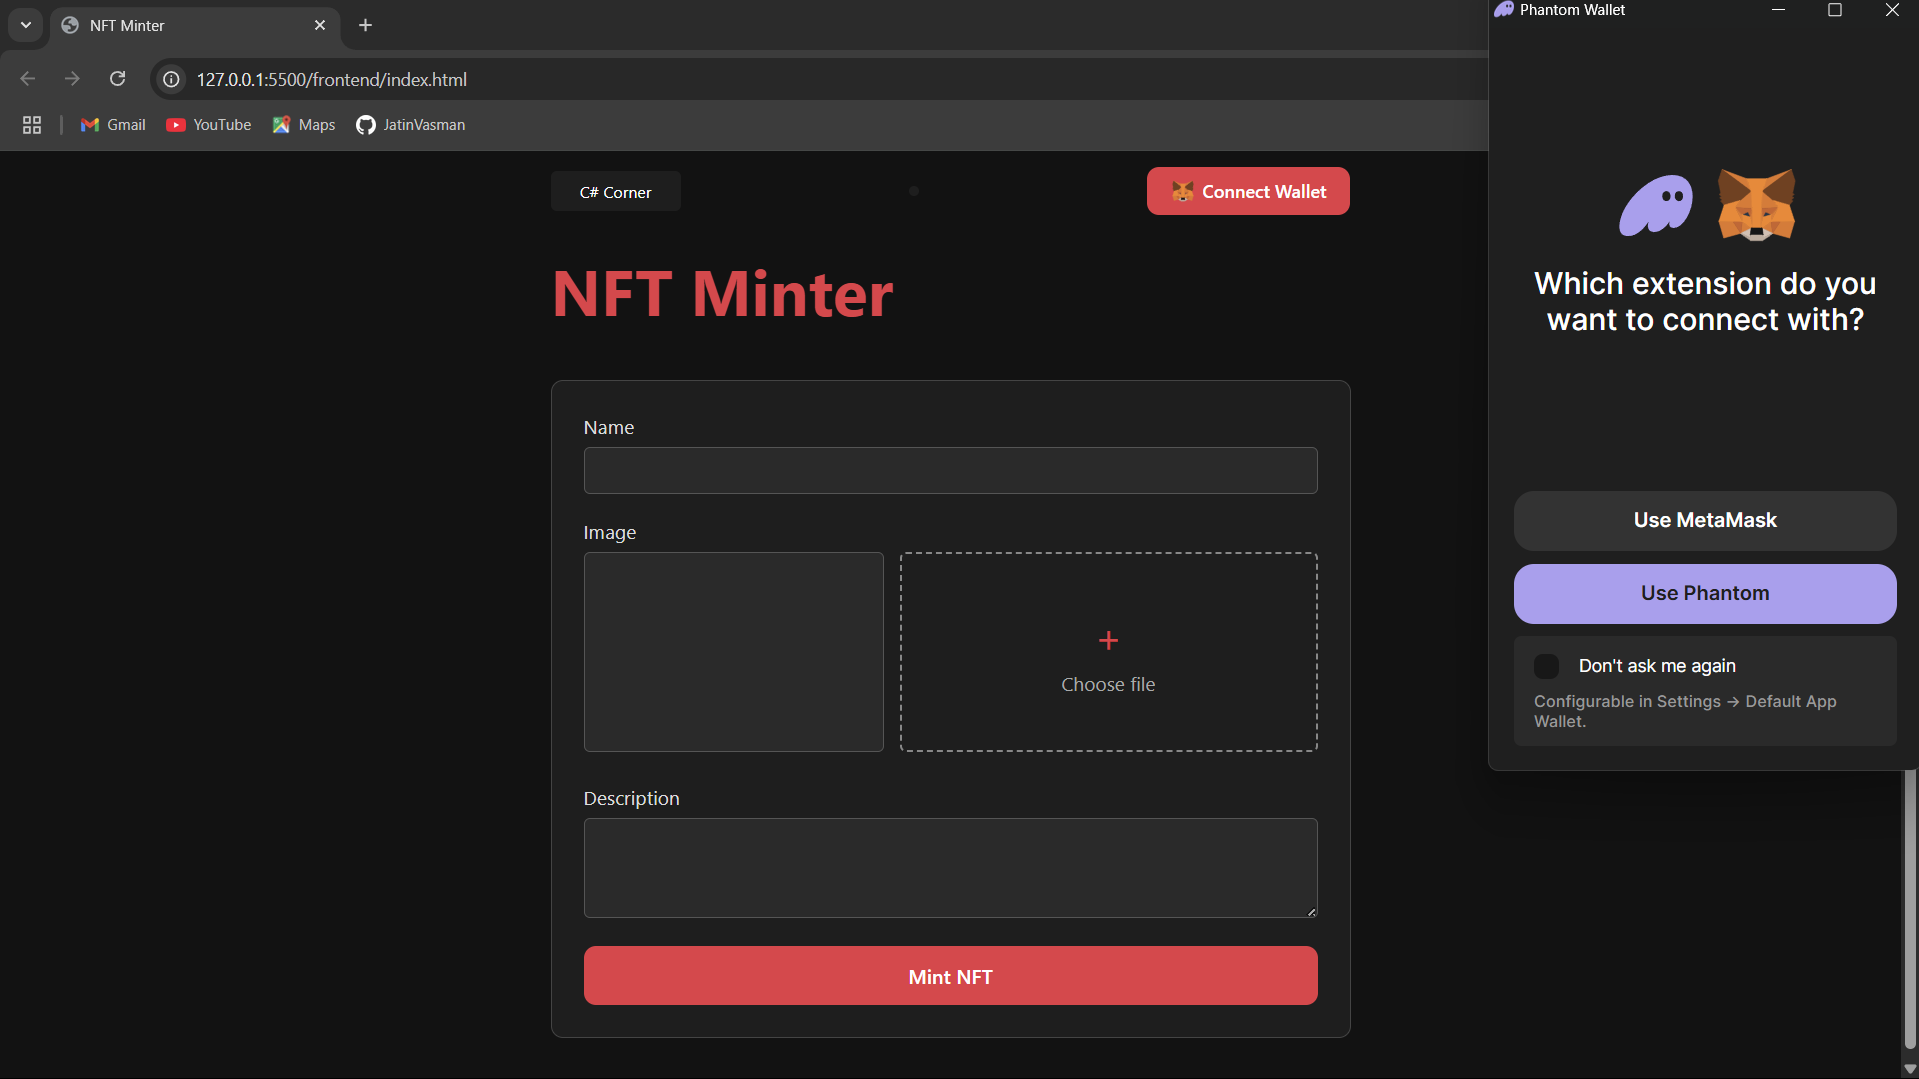 NFT Minter
127.0.0.1:5500/frontend/index.html
Gmail
YouTube
Maps
JatinVasman
C# Corner
Connect Wallet
NFT Minter
Name
Image
+
Choose file
Description
Mint NFT
Phantom Wallet
Which extension do you
want to connect with?
Use MetaMask
Use Phantom
Don't ask me again
Configurable in Settings → Default App
Wallet.